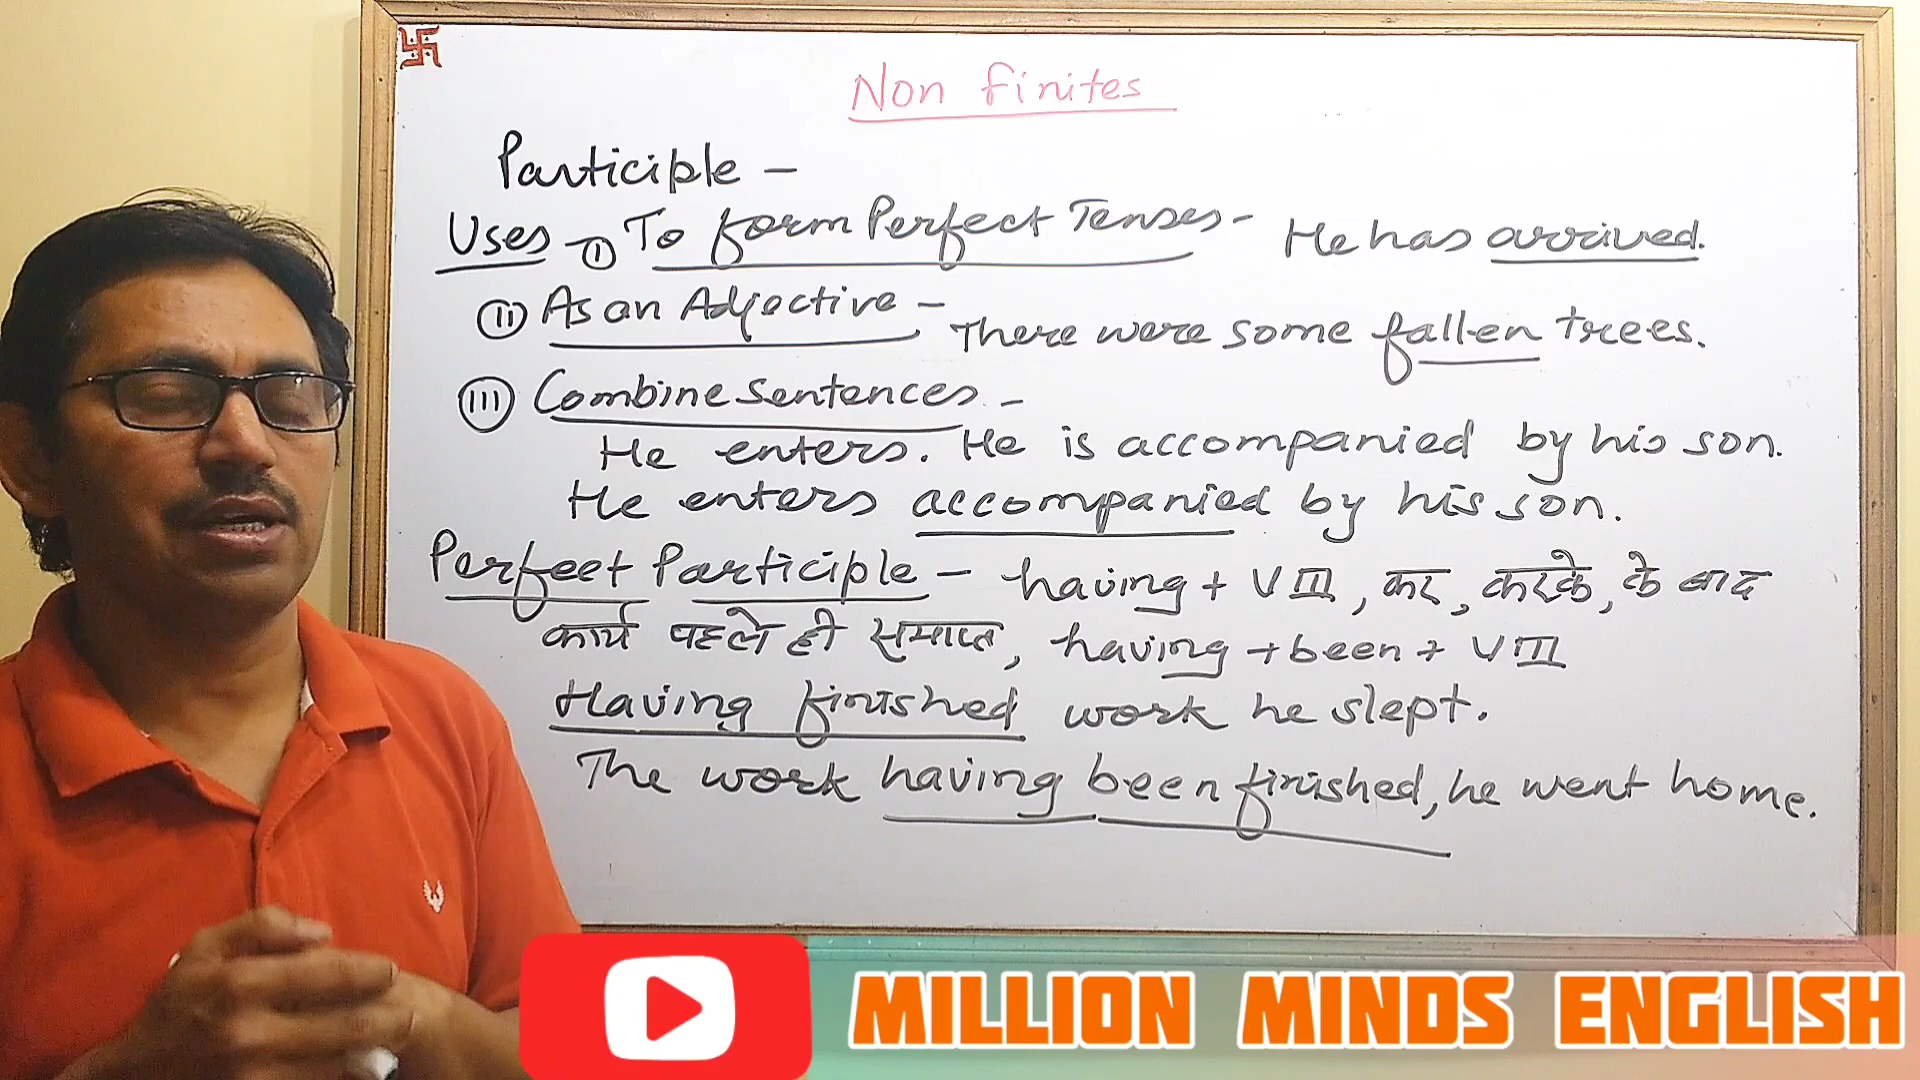 Non Finites
Participle -
Uses - (I) To form Perfect Tenses - He has arrived.
(II) As an Adjective - There were some fallen trees.
(III) Combine Sentences -
He enters. He is accompanied by his son.
He enters accompanied by his son.
Perfect Participle - having + V III, कर, करके, के बाद
कार्य पहले ही समाप्त, having + been + V III
Having finished work he slept.
The work having been finished, he went home.
MILLION MINDS ENGLISH